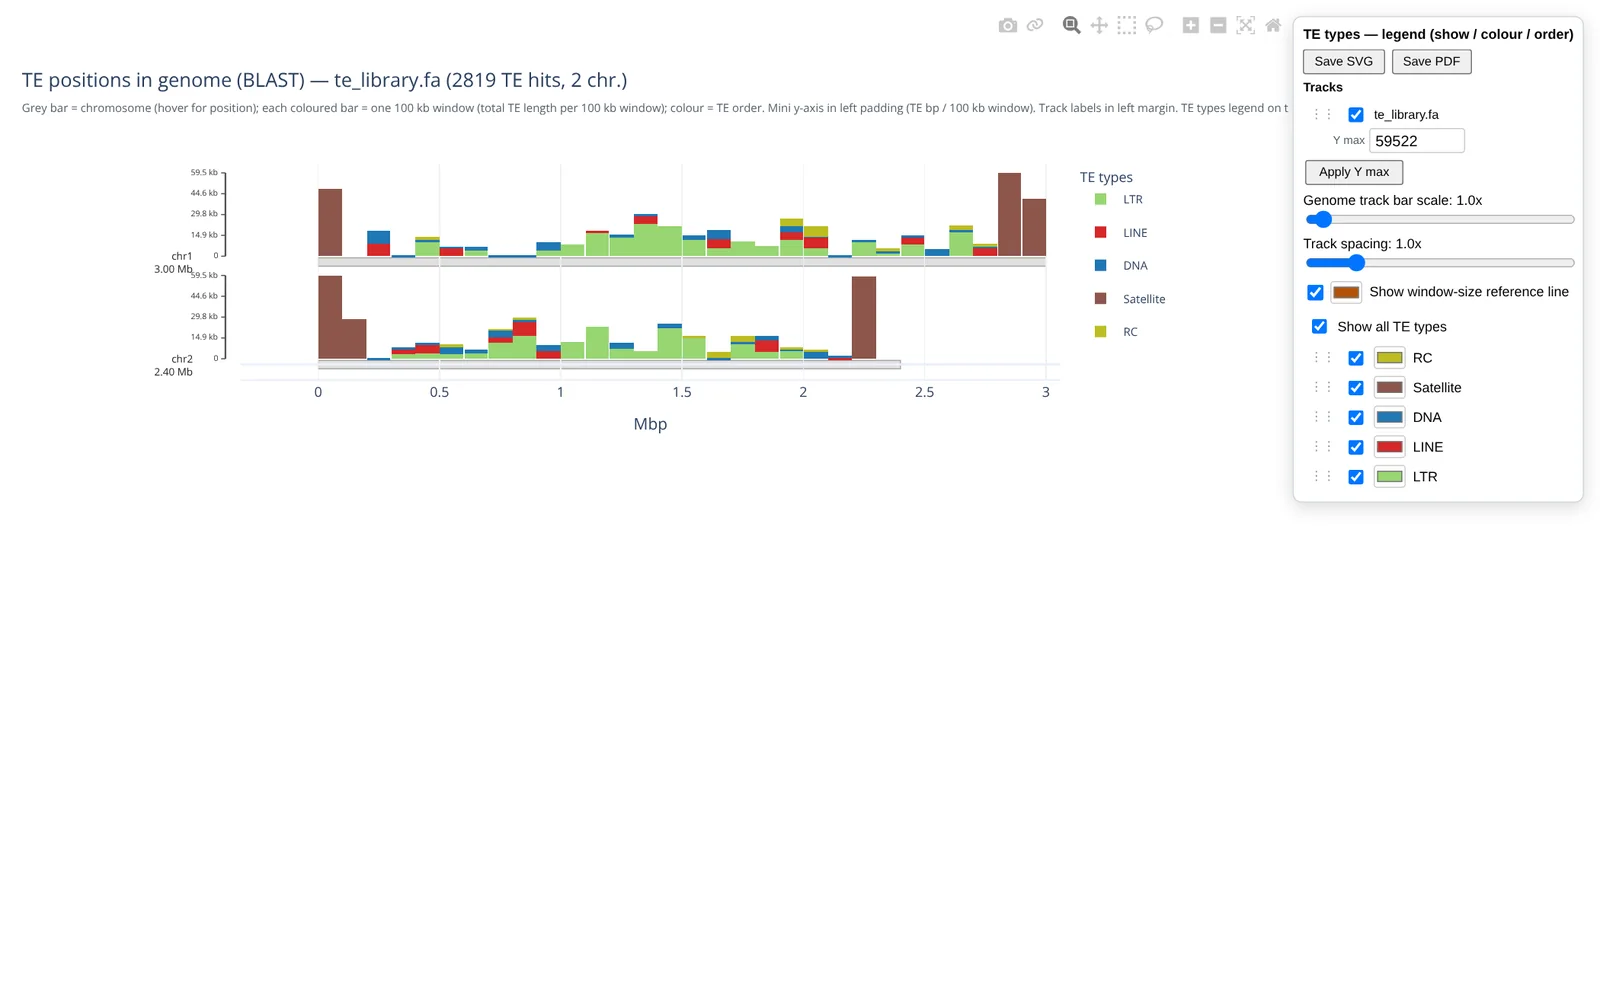 TE positions in genome (BLAST) — te_library.fa (2819 TE hits, 2 chr.)
Grey bar = chromosome (hover for position); each coloured bar = one 100 kb window (total TE length per 100 kb window); colour = TE order. Mini y-axis in left padding (TE bp / 100 kb window). Track labels in left margin. TE types legend on t
59.5 kb
44.6 kb
29.8 kb
14.9 kb
0
chr1
3.00 Mb
59.5 kb
44.6 kb
29.8 kb
14.9 kb
0
chr2
2.40 Mb
0 0.5 1 1.5 2 2.5 3
Mbp
TE types
LTR
LINE
DNA
Satellite
RC
TE types — legend (show / colour / order)
Save SVG Save PDF
Tracks
te_library.fa
Y max 59522
Apply Y max
Genome track bar scale: 1.0x
Track spacing: 1.0x
Show window-size reference line
Show all TE types
RC
Satellite
DNA
LINE
LTR